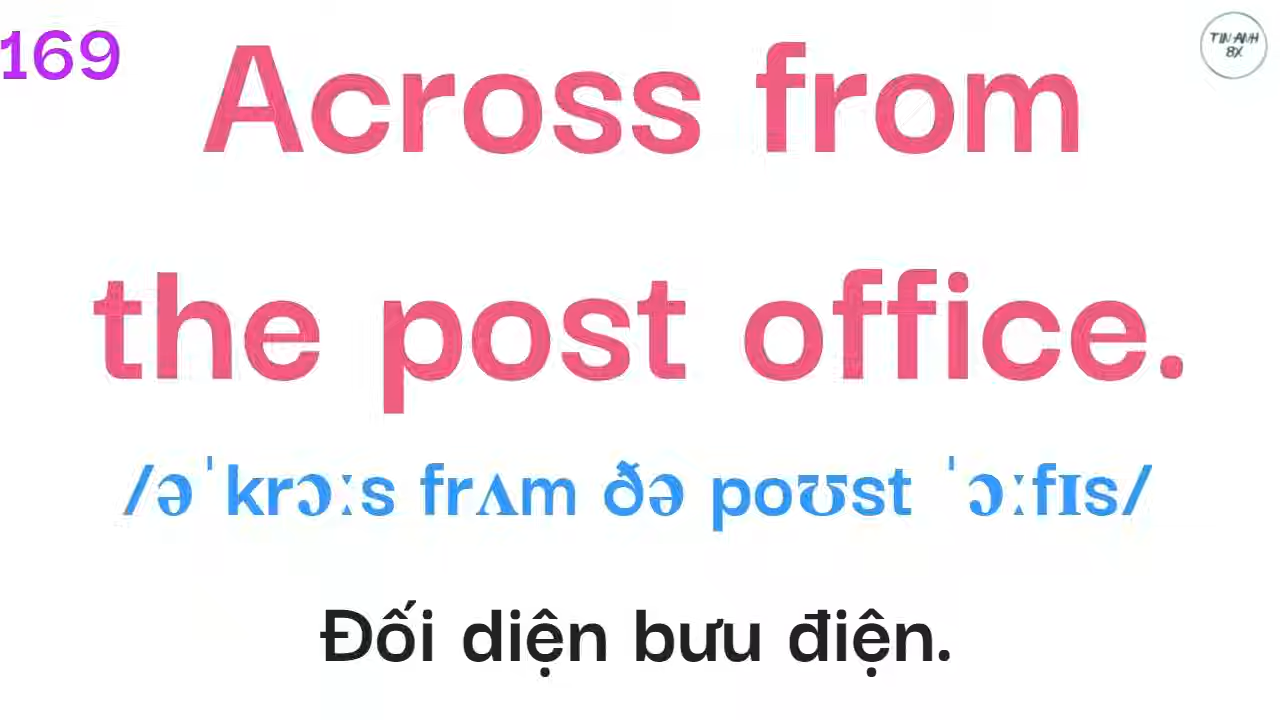 169
TIN ANH
8X
Across from
the post office.
/əˈkrɔːs frʌm ðə poʊst ˈɔːfɪs/
Đối diện bưu điện.